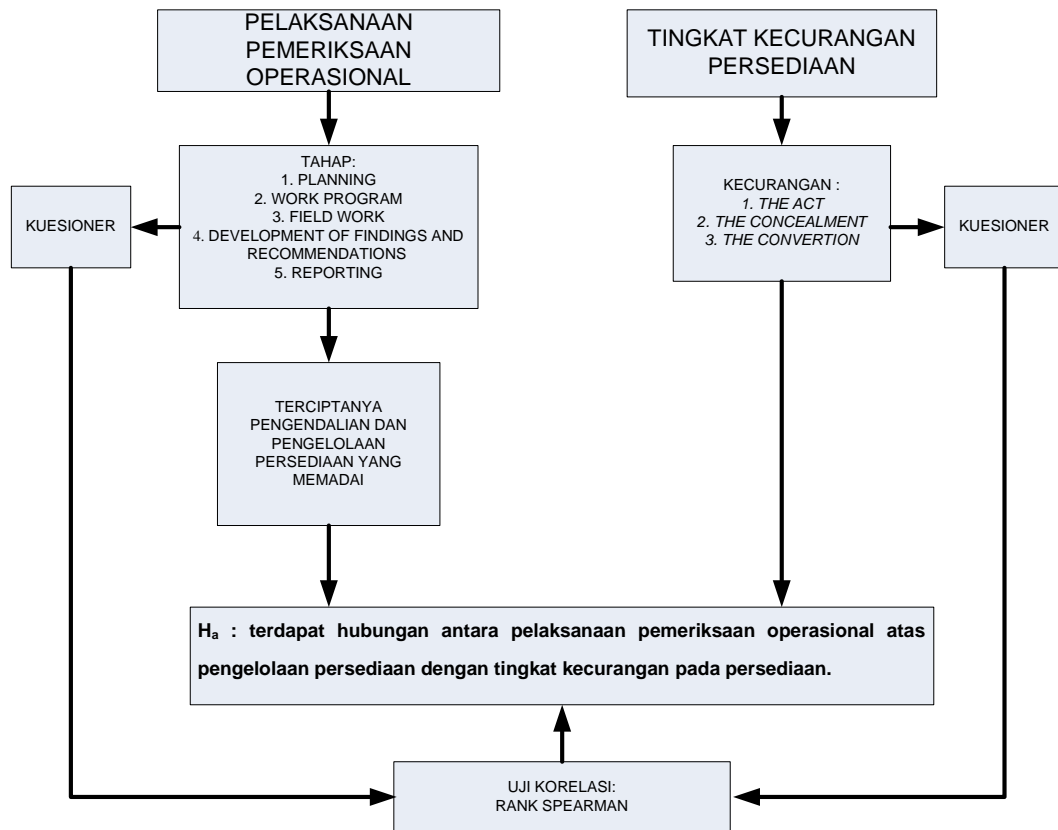 PELAKSANAAN
PEMERIKSAAN
OPERASIONAL
TINGKAT KECURANGAN
PERSEDIAAN
KUESIONER
TAHAP:
1. PLANNING
2. WORK PROGRAM
3. FIELD WORK
4. DEVELOPMENT OF FINDINGS AND
RECOMMENDATIONS
5. REPORTING
KECURANGAN :
1. THE ACT
2. THE CONCEALMENT
3. THE CONVERTION
KUESIONER
TERCIPTANYA
PENGENDALIAN DAN
PENGELOLAAN
PERSEDIAAN YANG
MEMADAI
Ha : terdapat hubungan antara pelaksanaan pemeriksaan operasional atas
pengelolaan persediaan dengan tingkat kecurangan pada persediaan.
UJI KORELASI:
RANK SPEARMAN